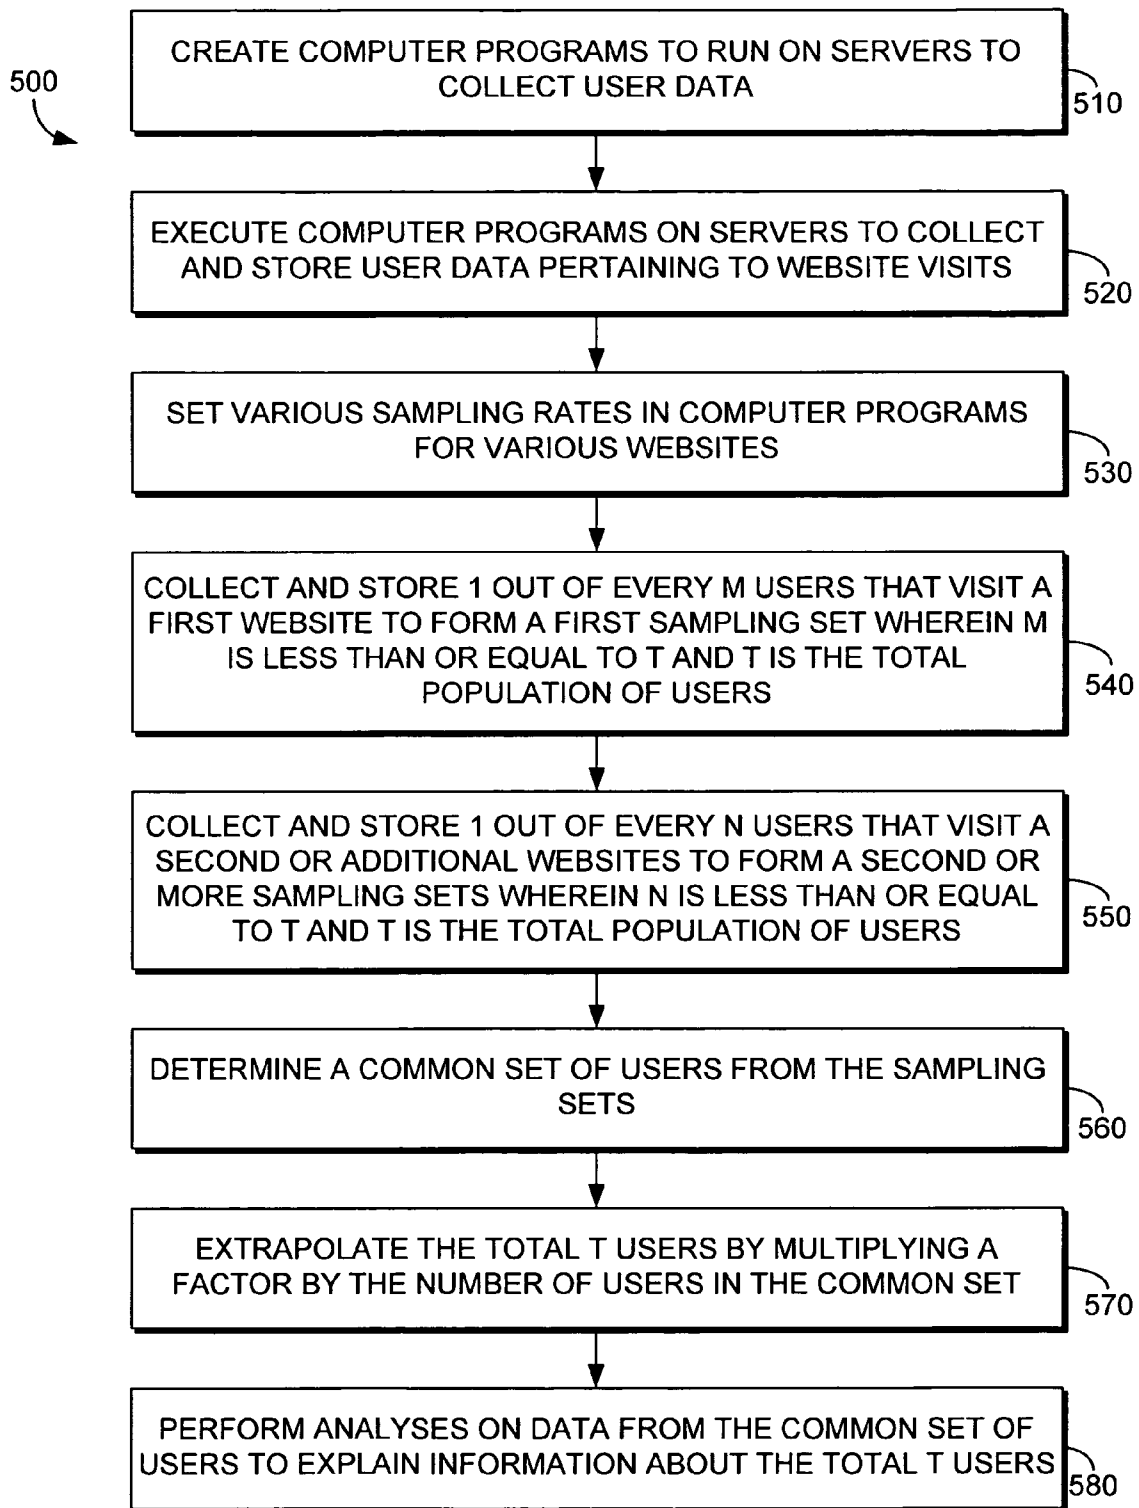 500
CREATE COMPUTER PROGRAMS TO RUN ON SERVERS TO
COLLECT USER DATA
510
EXECUTE COMPUTER PROGRAMS ON SERVERS TO COLLECT
AND STORE USER DATA PERTAINING TO WEBSITE VISITS
520
SET VARIOUS SAMPLING RATES IN COMPUTER PROGRAMS
FOR VARIOUS WEBSITES
530
COLLECT AND STORE 1 OUT OF EVERY M USERS THAT VISIT A
FIRST WEBSITE TO FORM A FIRST SAMPLING SET WHEREIN M
IS LESS THAN OR EQUAL TO T AND T IS THE TOTAL
POPULATION OF USERS
540
COLLECT AND STORE 1 OUT OF EVERY N USERS THAT VISIT A
SECOND OR ADDITIONAL WEBSITES TO FORM A SECOND OR
MORE SAMPLING SETS WHEREIN N IS LESS THAN OR EQUAL
TO T AND T IS THE TOTAL POPULATION OF USERS
550
DETERMINE A COMMON SET OF USERS FROM THE SAMPLING
SETS
560
EXTRAPOLATE THE TOTAL T USERS BY MULTIPLYING A
FACTOR BY THE NUMBER OF USERS IN THE COMMON SET
570
PERFORM ANALYSES ON DATA FROM THE COMMON SET OF
USERS TO EXPLAIN INFORMATION ABOUT THE TOTAL T USERS
580